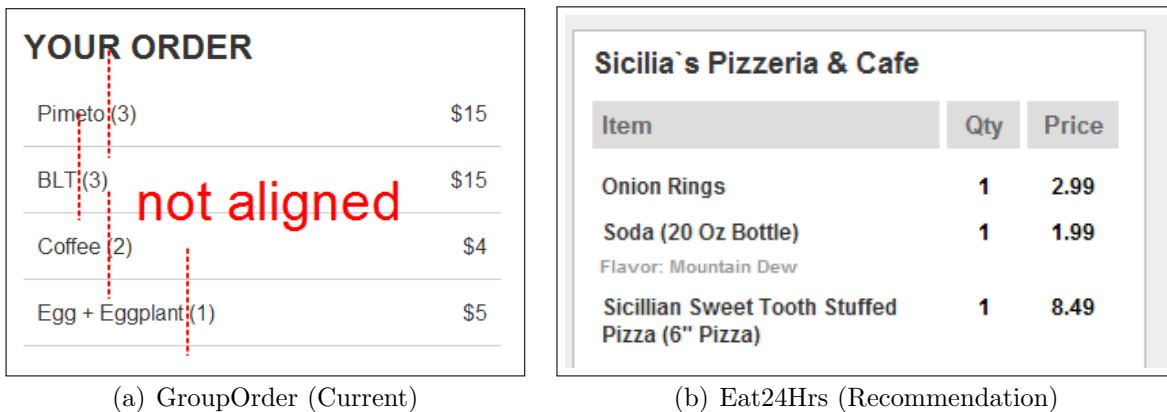 YOUR ORDER
Pimeto (3) $15
BLT (3) $15
not aligned
Coffee (2) $4
Egg + Eggplant (1) $5
(a) GroupOrder (Current)
Sicilia`s Pizzeria & Cafe
Item Qty Price
Onion Rings 1 2.99
Soda (20 Oz Bottle) 1 1.99
Flavor: Mountain Dew
Sicillian Sweet Tooth Stuffed 1 8.49
Pizza (6" Pizza)
(b) Eat24Hrs (Recommendation)